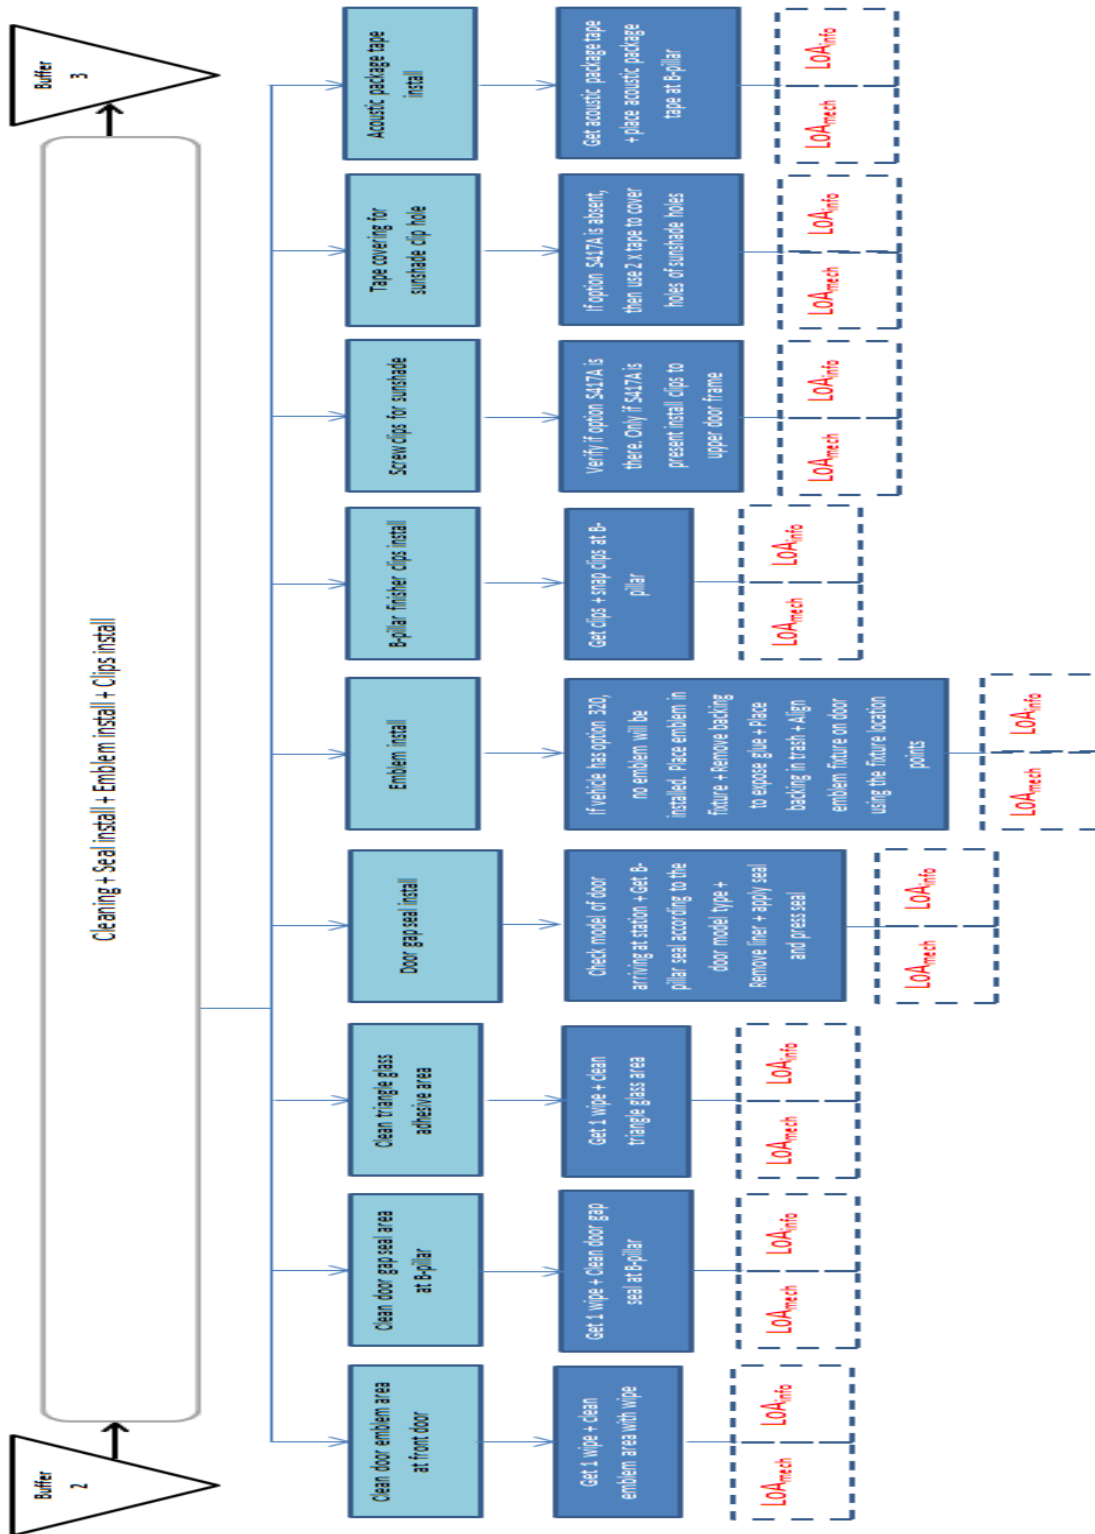 Buffer
2
Cleaning + Seal install + Emblem install + Clips install
Buffer
3
Clean door emblem area
at front door
Clean door gap seal area
at B-pillar
Clean triangle glass
adhesive area
Door gap seal install
Emblem install
B-pillar finisher clips install
Screw clips for sunshade
Tape covering for
sunshade clip hole
Acoustic package tape
install
Get 1 wipe + clean
emblem area with wipe
Get 1 wipe + Clean door gap
seal at B-pillar
Get 1 wipe + clean
triangle glass area
Check model of door
arriving at station + Get B-
pillar seal according to the
door model type +
Remove liner + apply seal
and press seal
If vehicle has option 320,
no emblem will be
installed. Place emblem in
fixture + Remove backing
to expose glue + Place
backing in trash + Align
emblem fixture on door
using the fixture location
points
Get clips + snap clips at B-
pillar
Verify if option S417A is
there. Only if S417A is
present install clips to
upper door frame
If option S417A is absent,
then use 2 x tape to cover
holes of sunshade holes
Get acoustic package tape
+ place acoustic package
tape at B-pillar
LoAmech LoAinfo
LoAmech LoAinfo
LoAmech LoAinfo
LoAmech LoAinfo
LoAmech LoAinfo
LoAmech LoAinfo
LoAmech LoAinfo
LoAmech LoAinfo
LoAmech LoAinfo